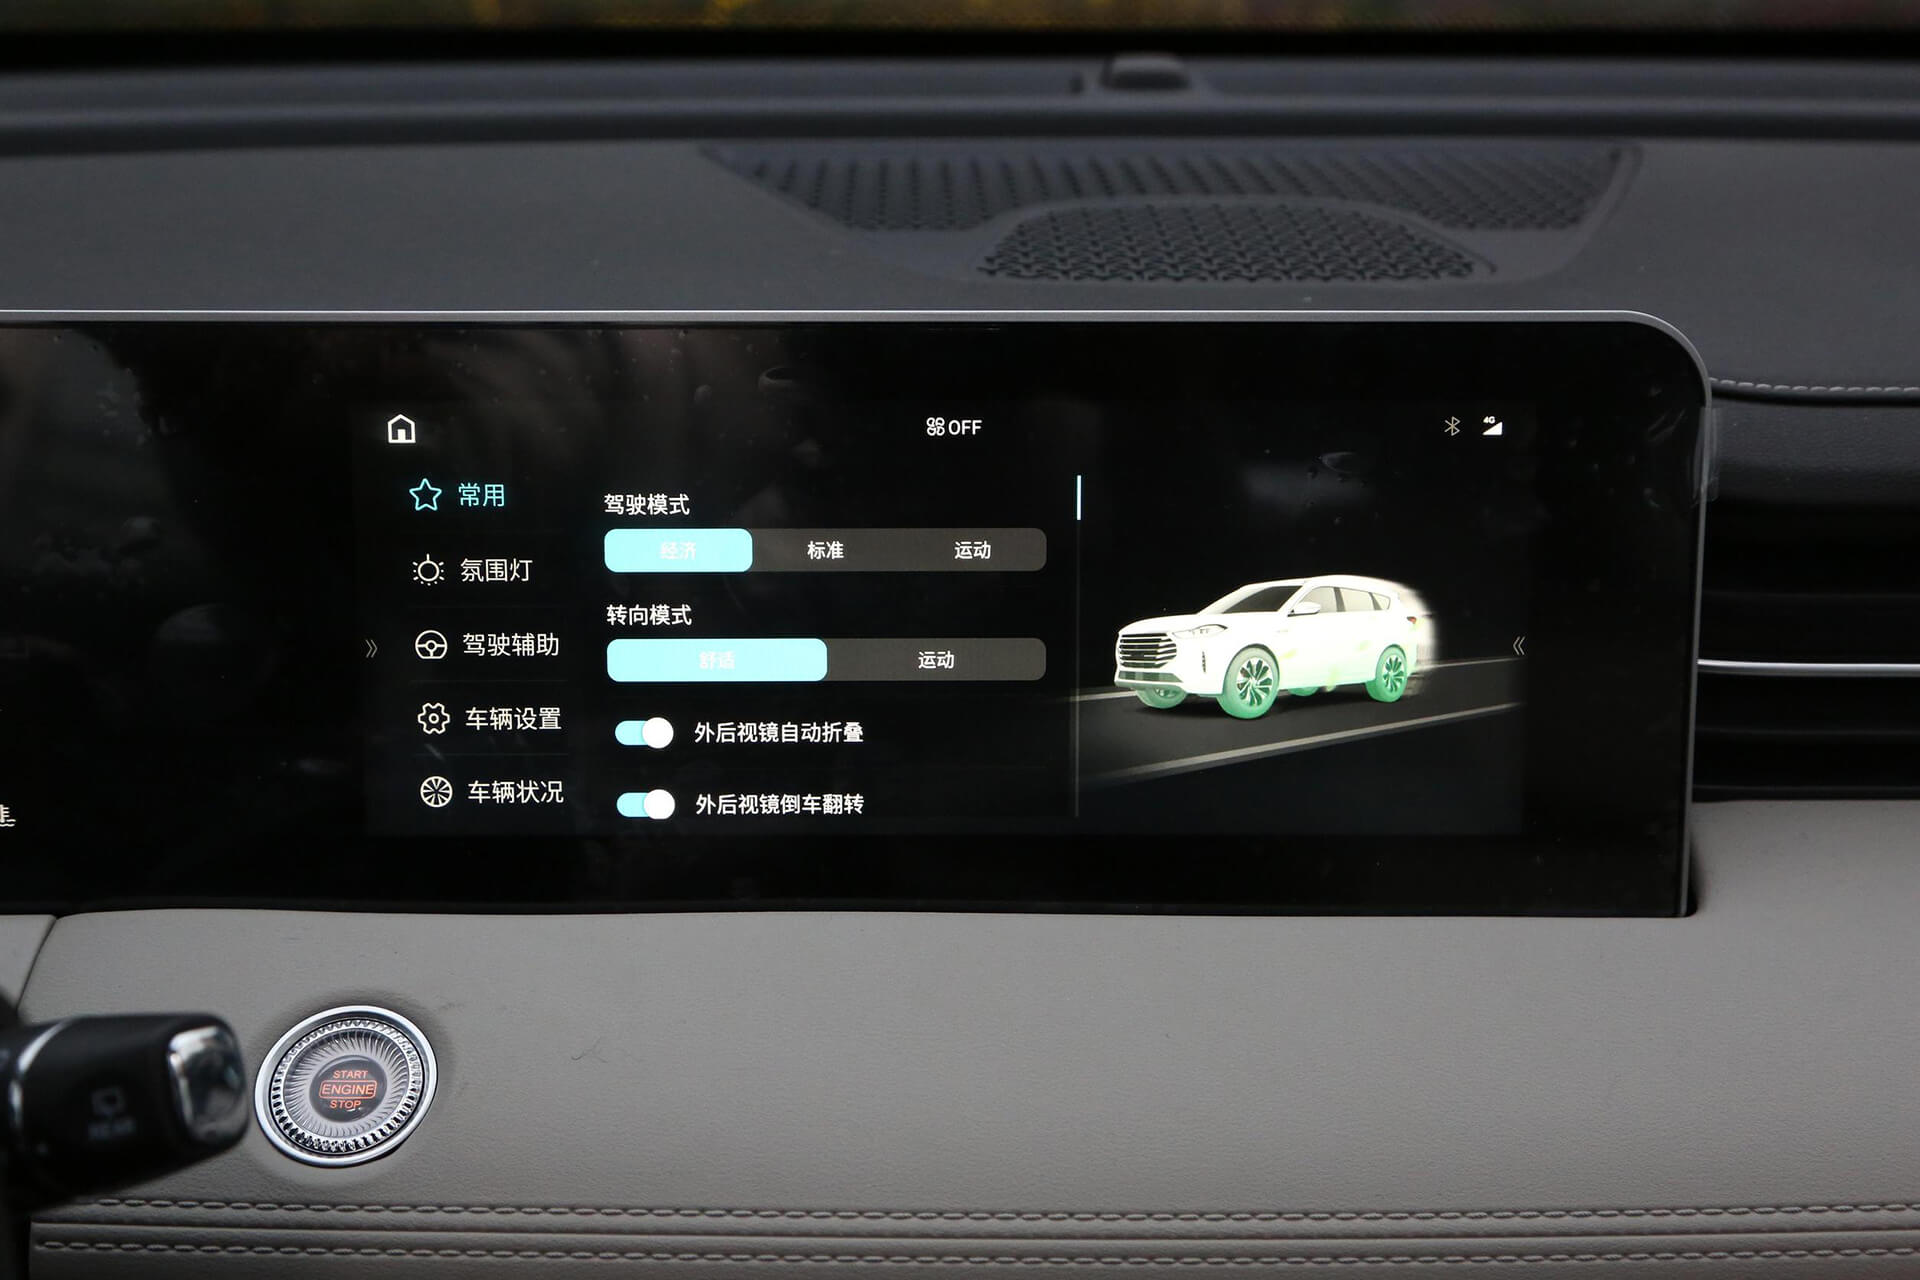 OFF
4G
常用
氛围灯
驾驶辅助
车辆设置
车辆状况
驾驶模式
经济 标准 运动
转向模式
舒适 运动
外后视镜自动折叠
外后视镜倒车翻转
START
ENGINE
STOP
REAR